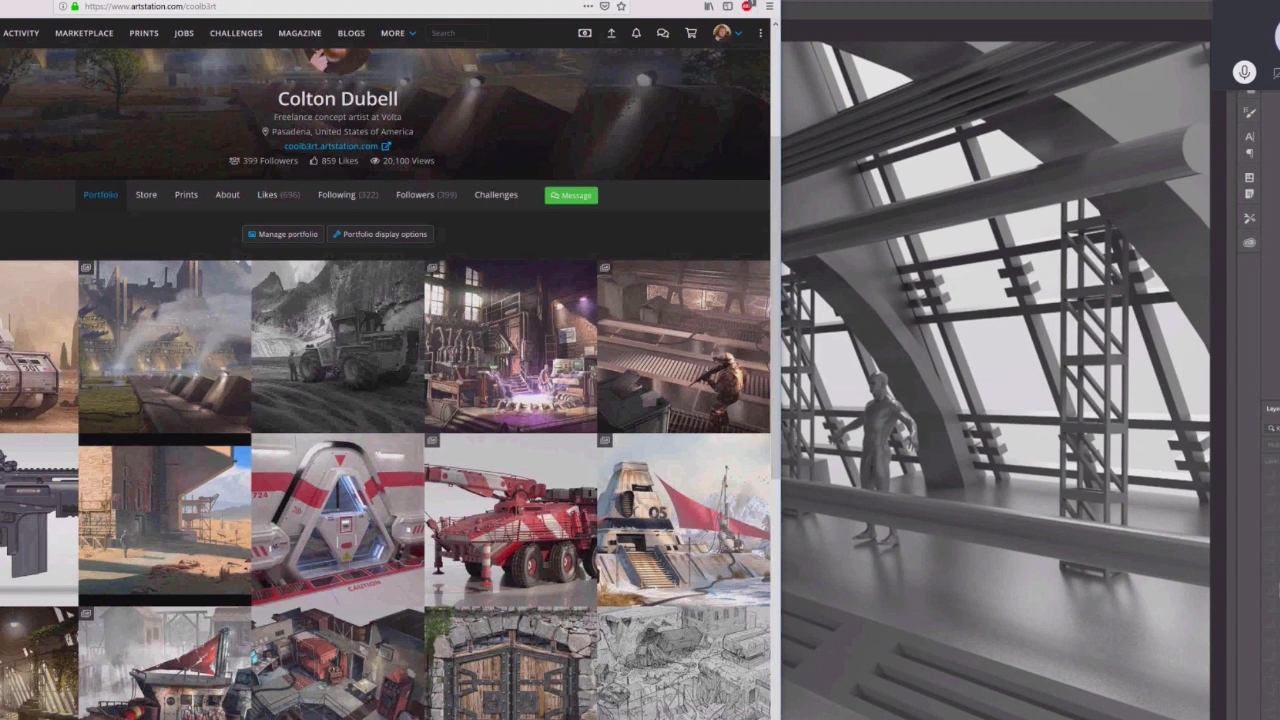 https://www.artstation.com/coolb3rt
ACTIVITY MARKETPLACE PRINTS JOBS CHALLENGES MAGAZINE BLOGS MORE Search
Colton Dubell
Freelance concept artist at Volta
Pasadena, United States of America
coolb3rt.artstation.com
399 Followers 859 Likes 20,100 Views
Portfolio Store Prints About Likes (696) Following (322) Followers (399) Challenges Message
Manage portfolio Portfolio display options
724
CAUTION
05